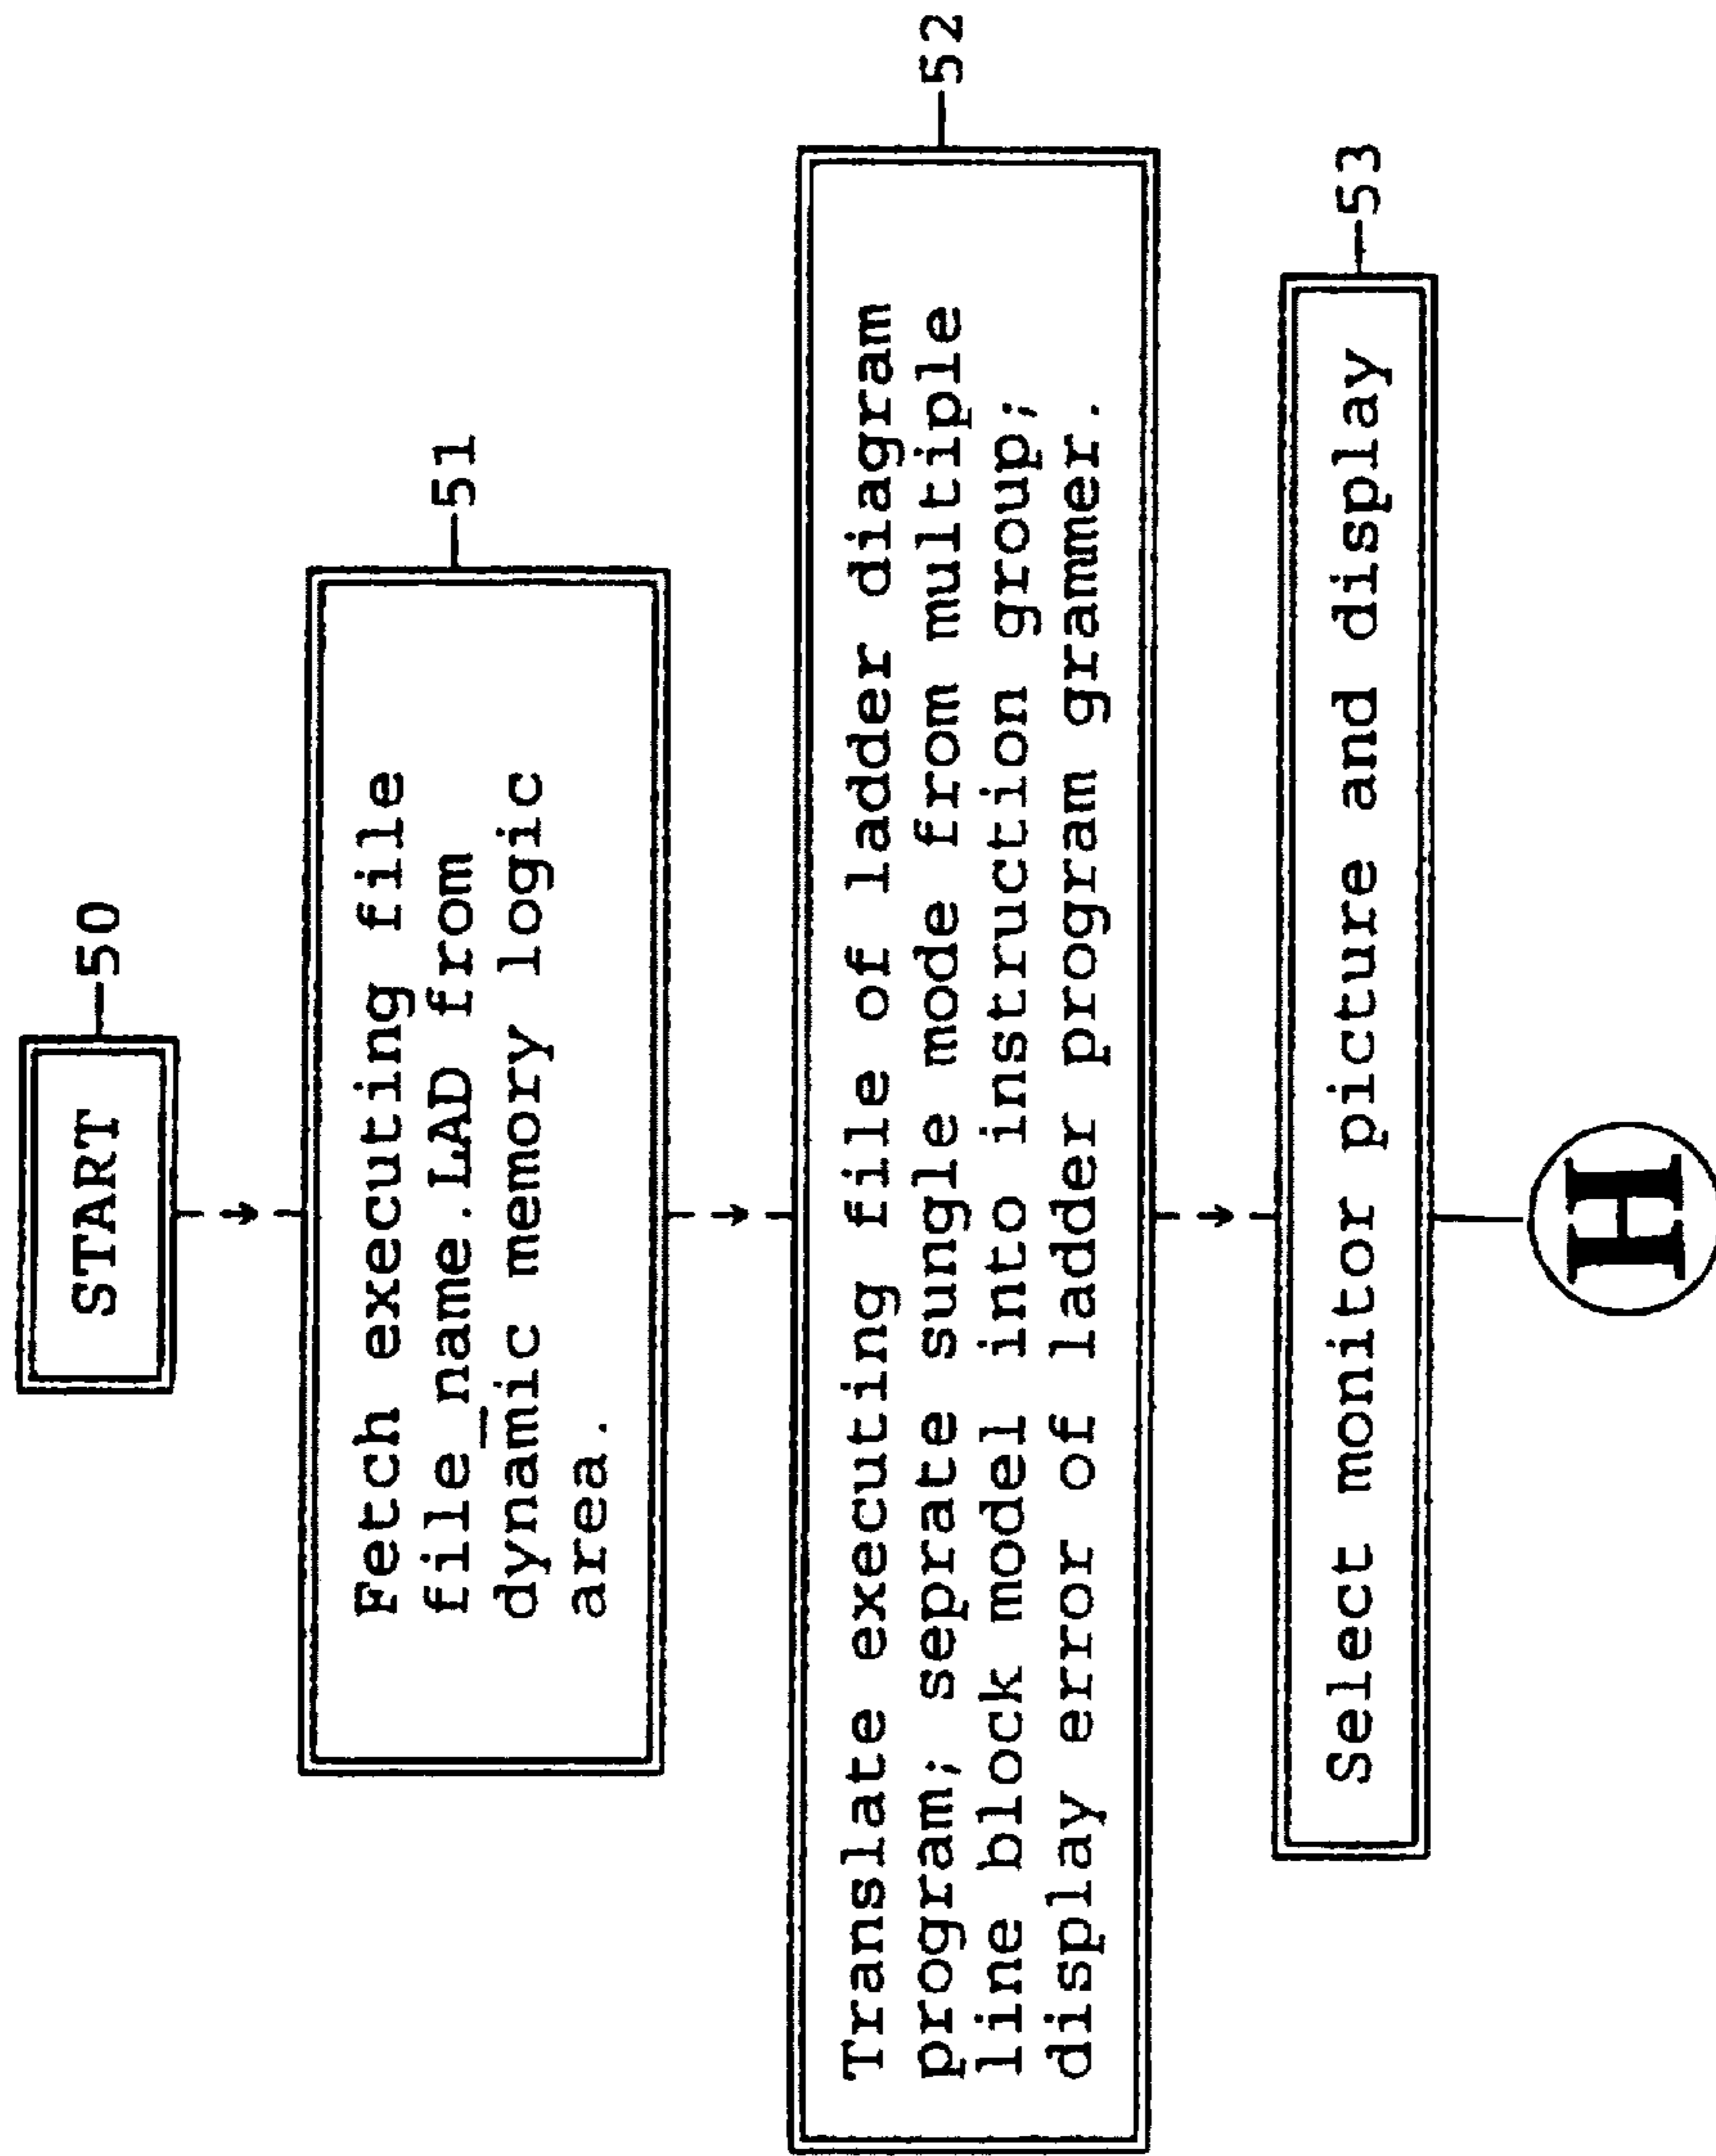 START
50
Fetch executing file
file_name.LAD from
dynamic memory logic
area.
51
Translate executing file of ladder diagram
program; seprate sungle mode from multiple
line block model into instruction group;
display error of ladder program grammer.
52
Select monitor picture and display
53
H